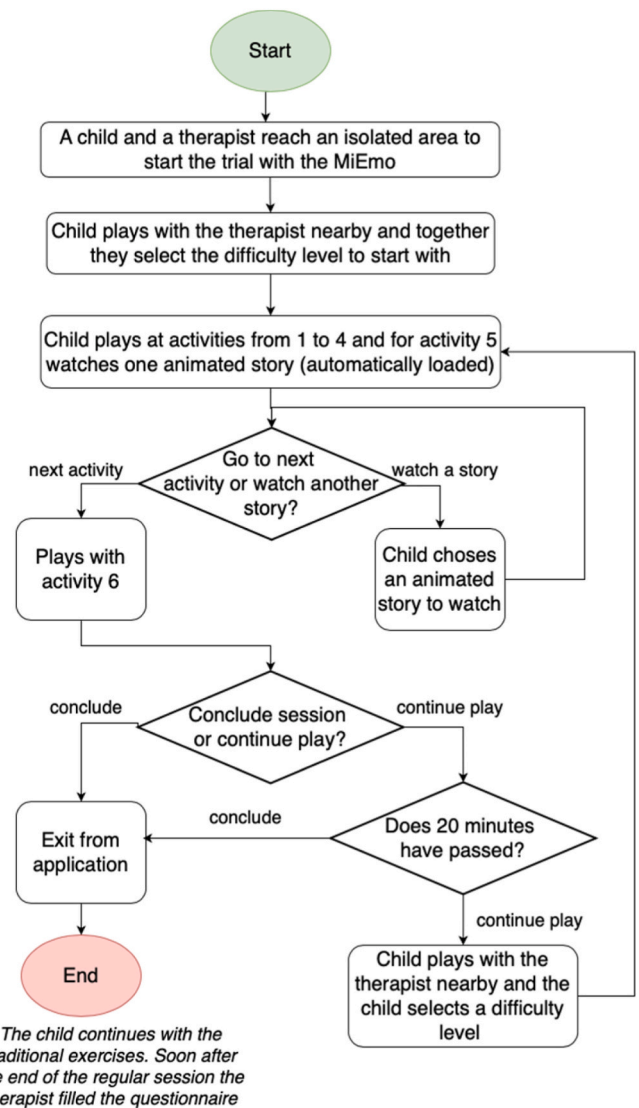 Start
A child and a therapist reach an isolated area to
start the trial with the MiEmo
Child plays with the therapist nearby and together
they select the difficulty level to start with
Child plays at activities from 1 to 4 and for activity 5
watches one animated story (automatically loaded)
Go to next
activity or watch another
story?
next activity
watch a story
Plays with
activity 6
Child choses
an animated
story to watch
Conclude session
or continue play?
conclude
continue play
Does 20 minutes
have passed?
conclude
Exit from
application
continue play
Child plays with the
therapist nearby and the
child selects a difficulty
level
End
The child continues with the
aditional exercises. Soon after
e end of the regular session the
erapist filled the questionnaire